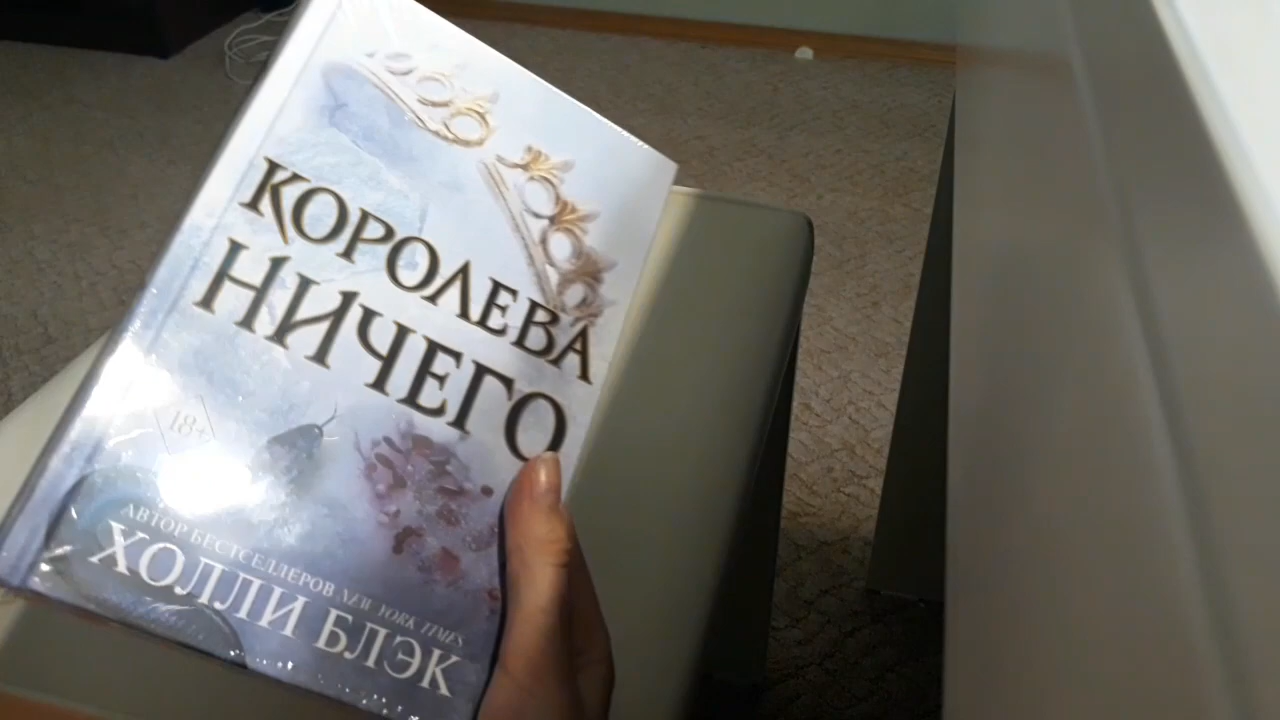 КОРОЛЕВА
НИЧЕГО
18+
АВТОР БЕСТСЕЛЛЕРОВ NEW YORK TIMES
ХОЛЛИ БЛЭК